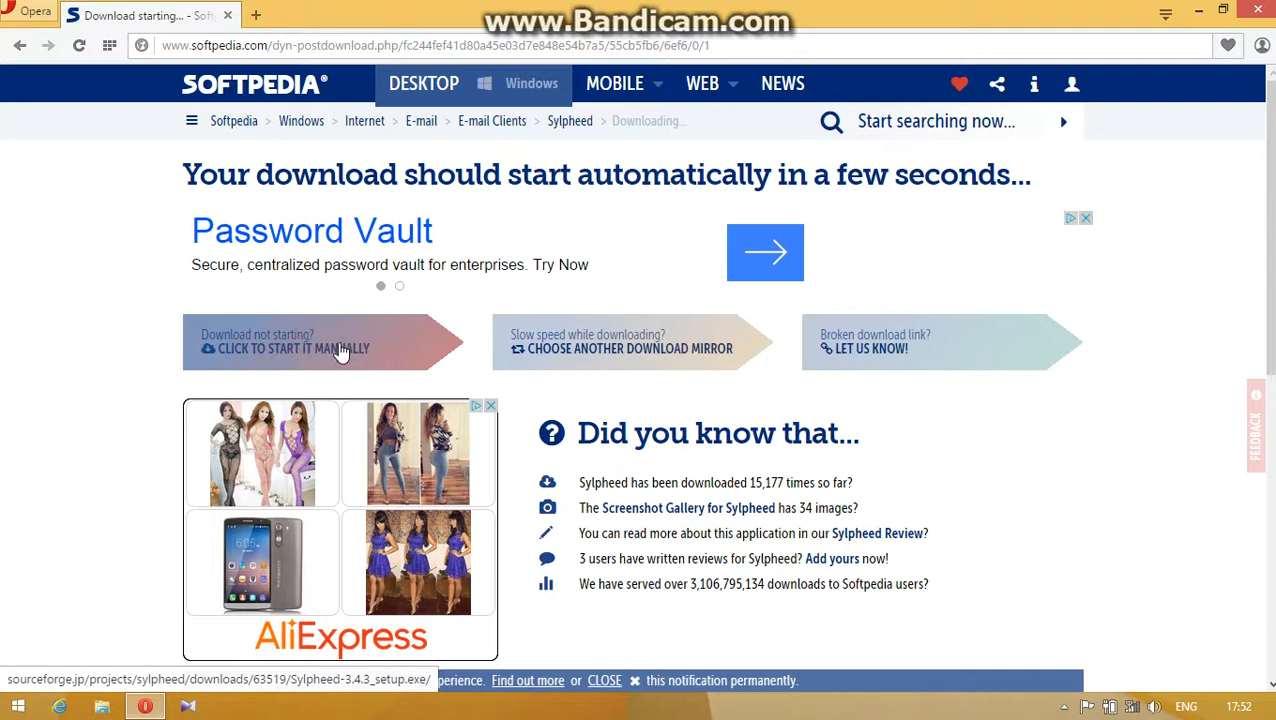 www.Bandicam.com
Opera
Download starting... - Sof
www.softpedia.com/dyn-postdownload.php/fc244fef41d80a45e03d7e848e54b7a5/55cb5fb6/6ef6/0/1
SOFTPEDIA®
DESKTOP Windows MOBILE WEB NEWS
Softpedia > Windows > Internet > E-mail > E-mail Clients > Sylpheed > Downloading...
Start searching now...
Your download should start automatically in a few seconds...
Password Vault
Secure, centralized password vault for enterprises. Try Now
Download not starting?
CLICK TO START IT MANUALLY
Slow speed while downloading?
CHOOSE ANOTHER DOWNLOAD MIRROR
Broken download link?
LET US KNOW!
FEEDBACK
AliExpress
Did you know that...
Sylpheed has been downloaded 15,177 times so far?
The Screenshot Gallery for Sylpheed has 34 images?
You can read more about this application in our Sylpheed Review?
3 users have written reviews for Sylpheed? Add yours now!
We have served over 3,106,795,134 downloads to Softpedia users?
sourceforge.jp/projects/sylpheed/downloads/63519/Sylpheed-3.4.3_setup.exe/
perience. Find out more or CLOSE ✖ this notification permanently.
ENG 17:52